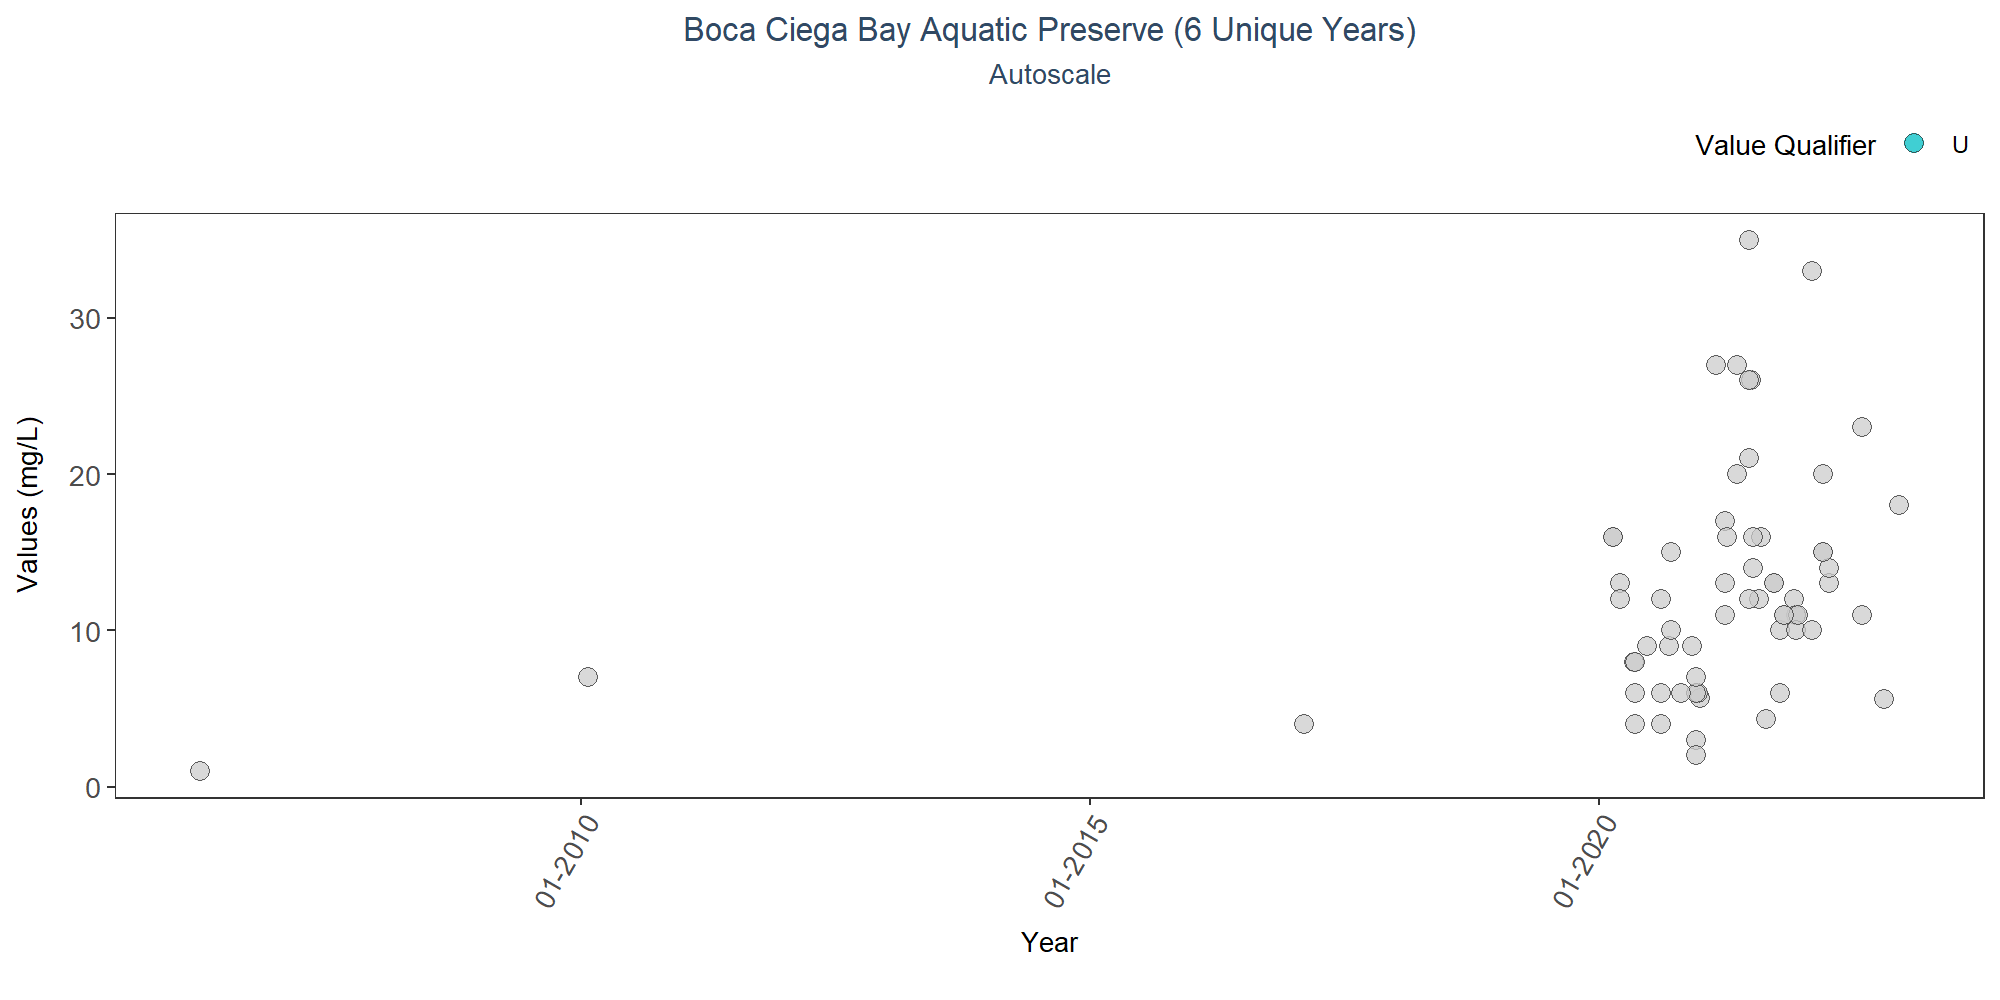 Boca Ciega Bay Aquatic Preserve (6 Unique Years)
Autoscale
Value Qualifier U
Values (mg/L)
30
20
10
0
01-2010 01-2015 01-2020
Year